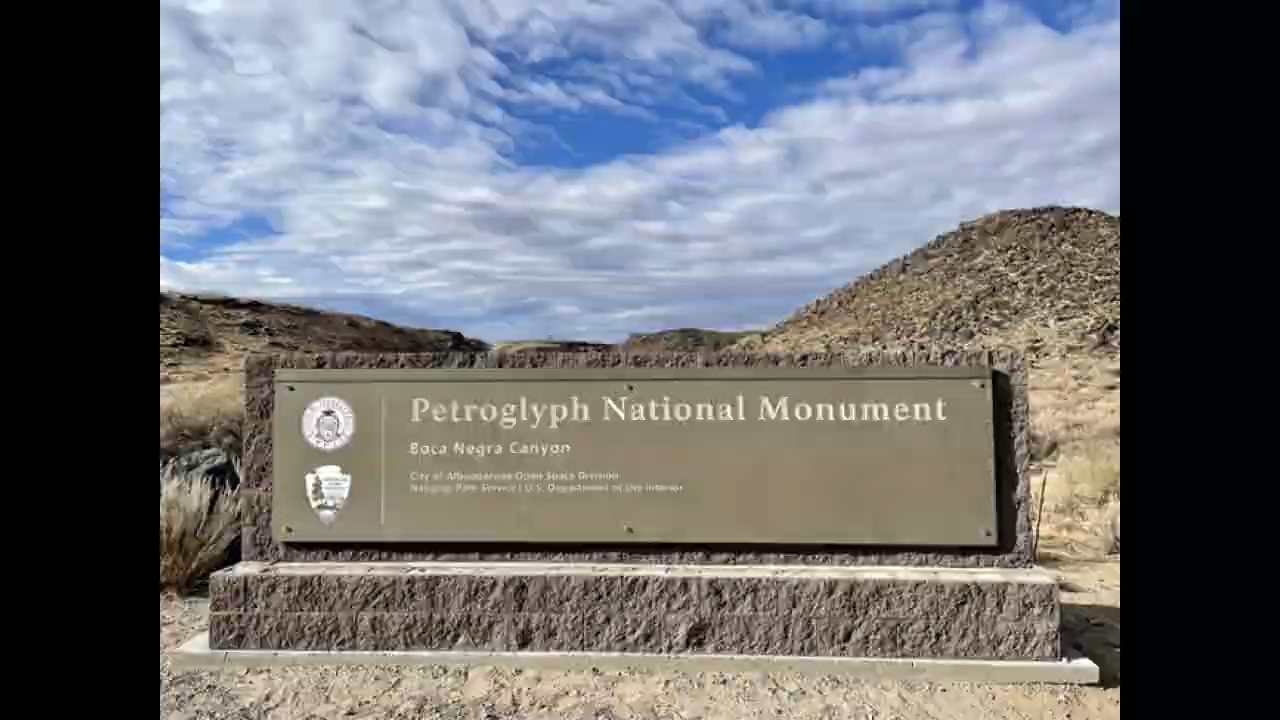 Petroglyph National Monument
Boca Negra Canyon
City of Albuquerque Open Space Division
National Park Service | U.S. Department of the Interior